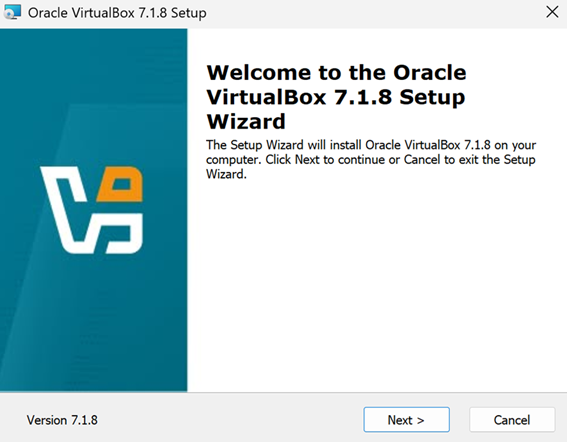 Oracle VirtualBox 7.1.8 Setup
Welcome to the Oracle
VirtualBox 7.1.8 Setup
Wizard
The Setup Wizard will install Oracle VirtualBox 7.1.8 on your
computer. Click Next to continue or Cancel to exit the Setup
Wizard.
Version 7.1.8
Next >
Cancel